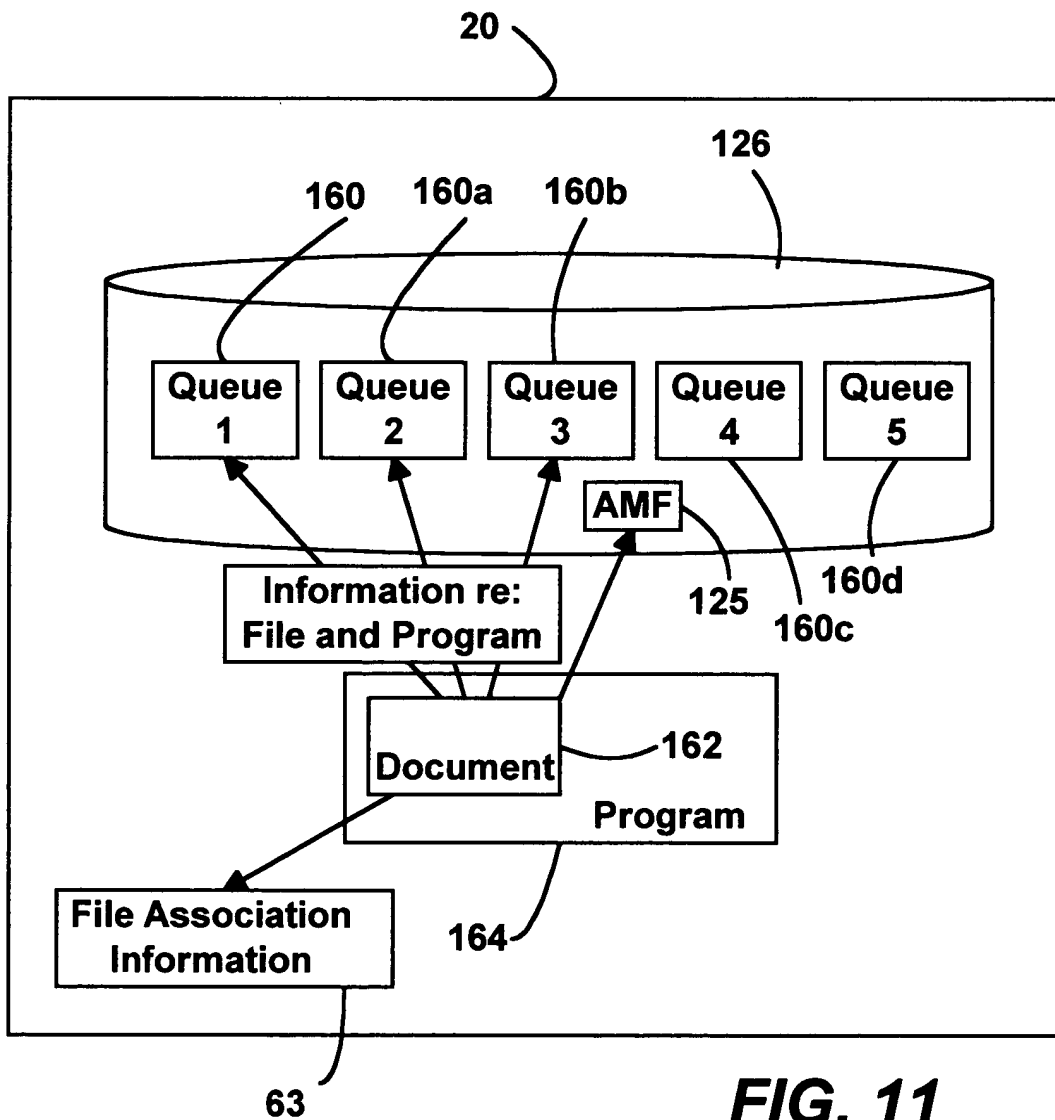 20
126
160 160a 160b
Queue 1
Queue 2
Queue 3
Queue 4
Queue 5
AMF
125
160c
160d
Information re:
File and Program
Document
162
Program
164
File Association
Information
63
FIG. 11